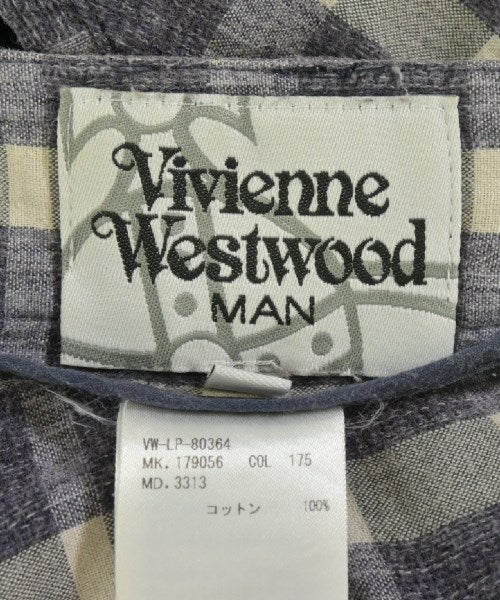 Vivienne
Westwood
MAN
VW-LP-80364
MK. 179056 COL 175
MD. 3313
コットン 100%